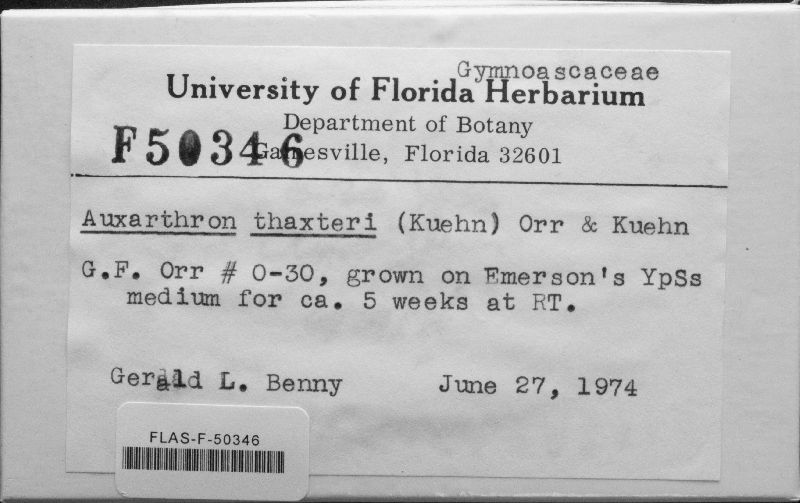 Gymnoascaceae
University of Florida Herbarium
Department of Botany
F50346
Gainesville, Florida 32601
Auxarthron thaxteri (Kuehn) Orr & Kuehn
G.F. Orr # O-30, grown on Emerson's YpSs
medium for ca. 5 weeks at RT.
Gerald L. Benny June 27, 1974
FLAS-F-50346